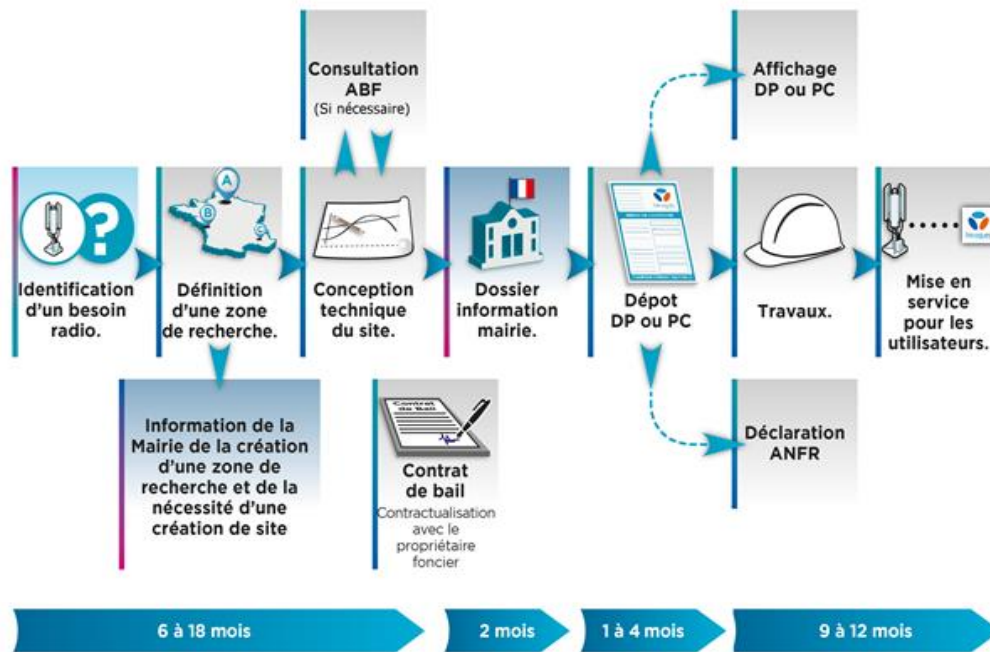 Consultation
ABF
(Si nécessaire)
Affichage
DP ou PC
A
B
C
?
Identification
d'un besoin
radio.
Définition
d'une zone
de recherche.
Conception
technique
du site.
Dossier
information
mairie.
Dépot
DP ou PC
Travaux.
Mise en
service
pour les
utilisateurs.
Information de la
Mairie de la création
d'une zone de
recherche et de la
nécessité d'une
création de site
Contrat
de Bail
Contrat
de bail
Contractualisation
avec le
propriétaire
foncier
Déclaration
ANFR
6 à 18 mois
2 mois
1 à 4 mois
9 à 12 mois